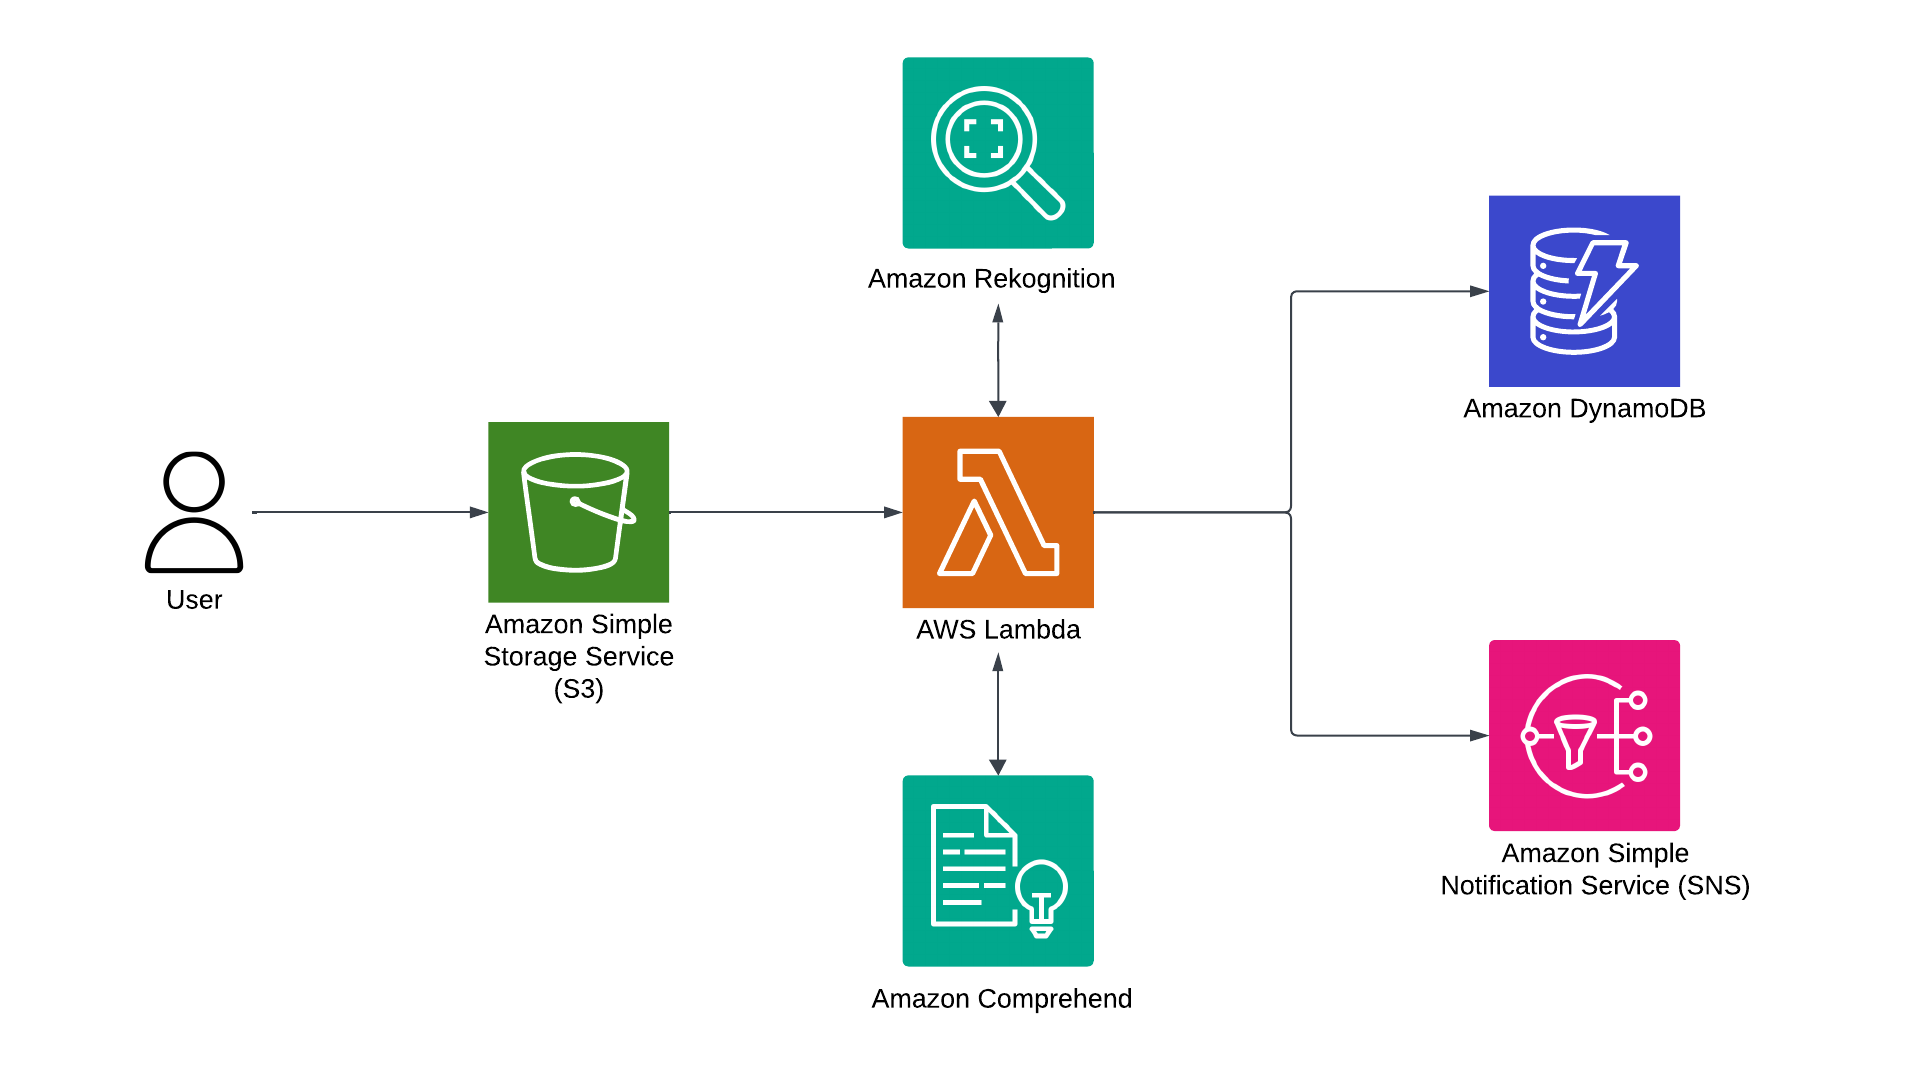 Amazon Rekognition
Amazon DynamoDB
User
Amazon Simple
Storage Service
(S3)
AWS Lambda
Amazon Simple
Notification Service (SNS)
Amazon Comprehend